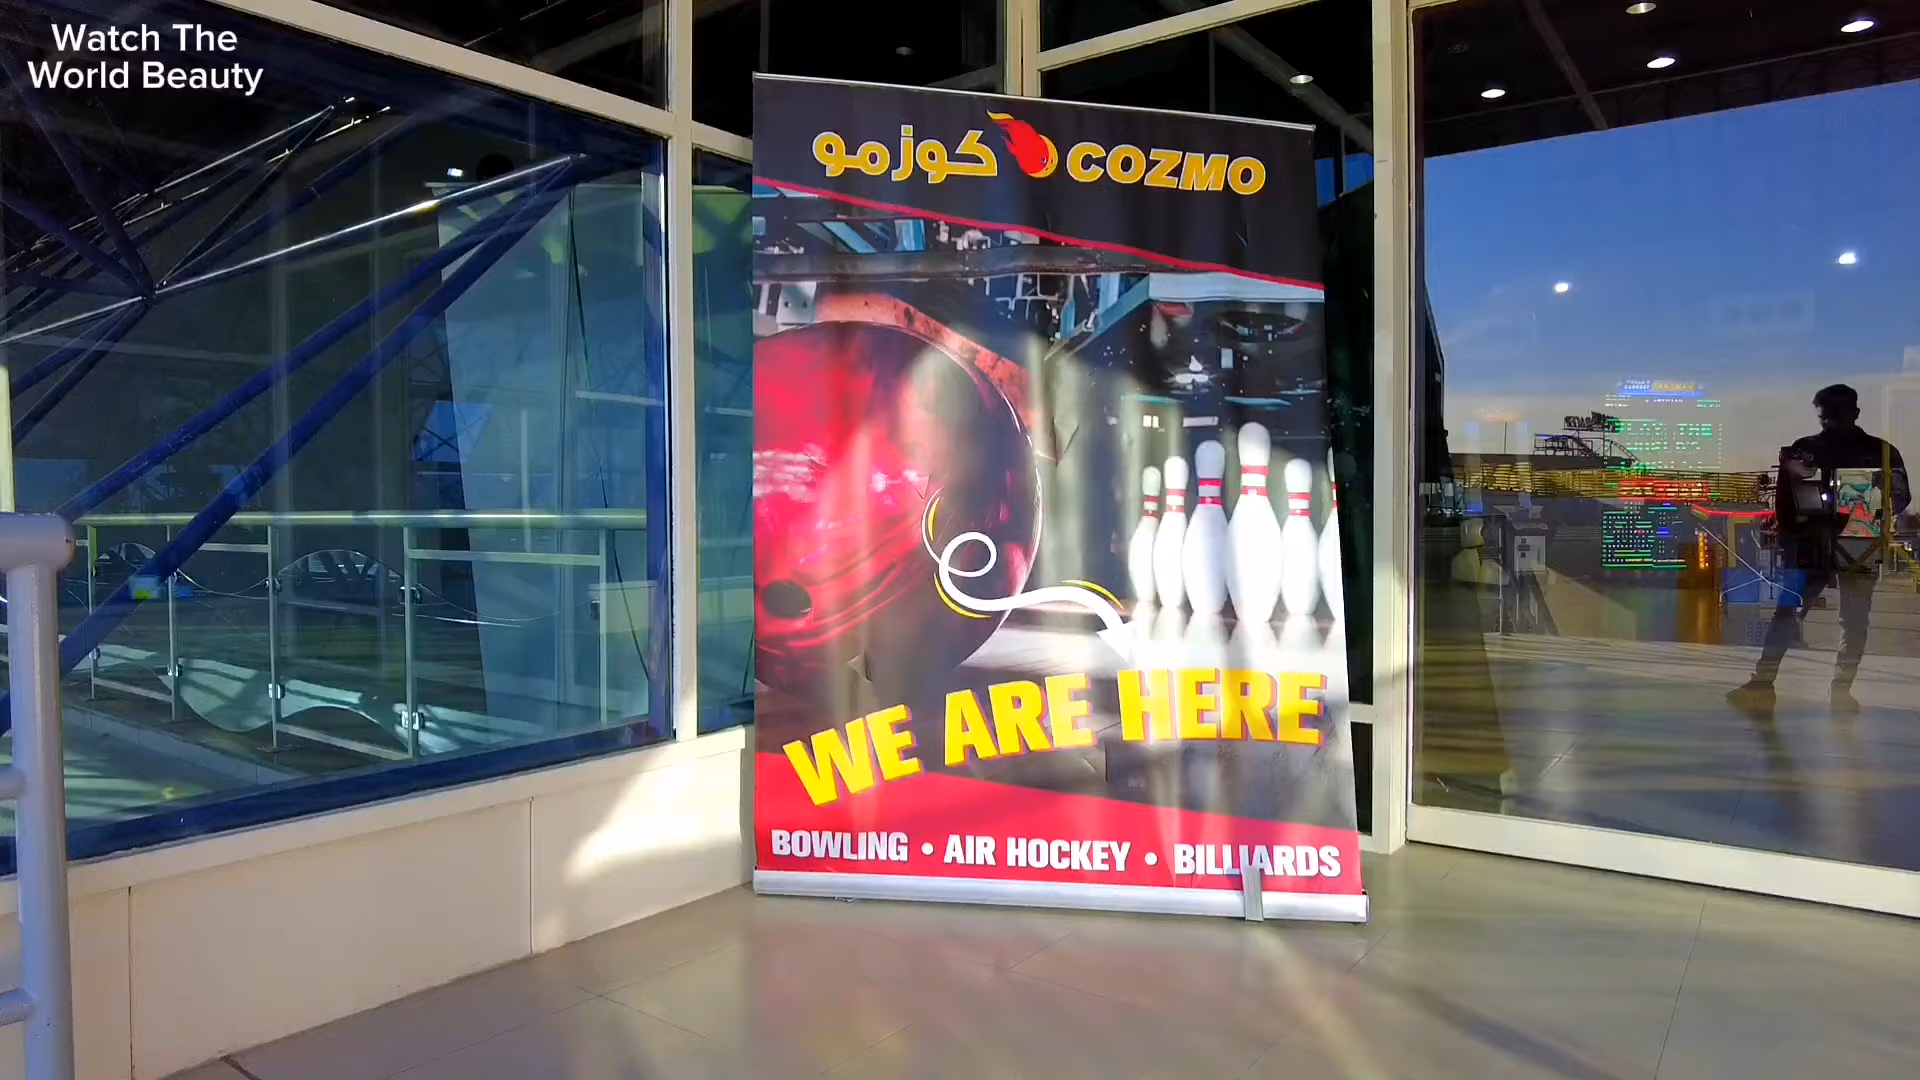 Watch The
World Beauty
كوزمو COZMO
WE ARE HERE
BOWLING • AIR HOCKEY • BILLIARDS